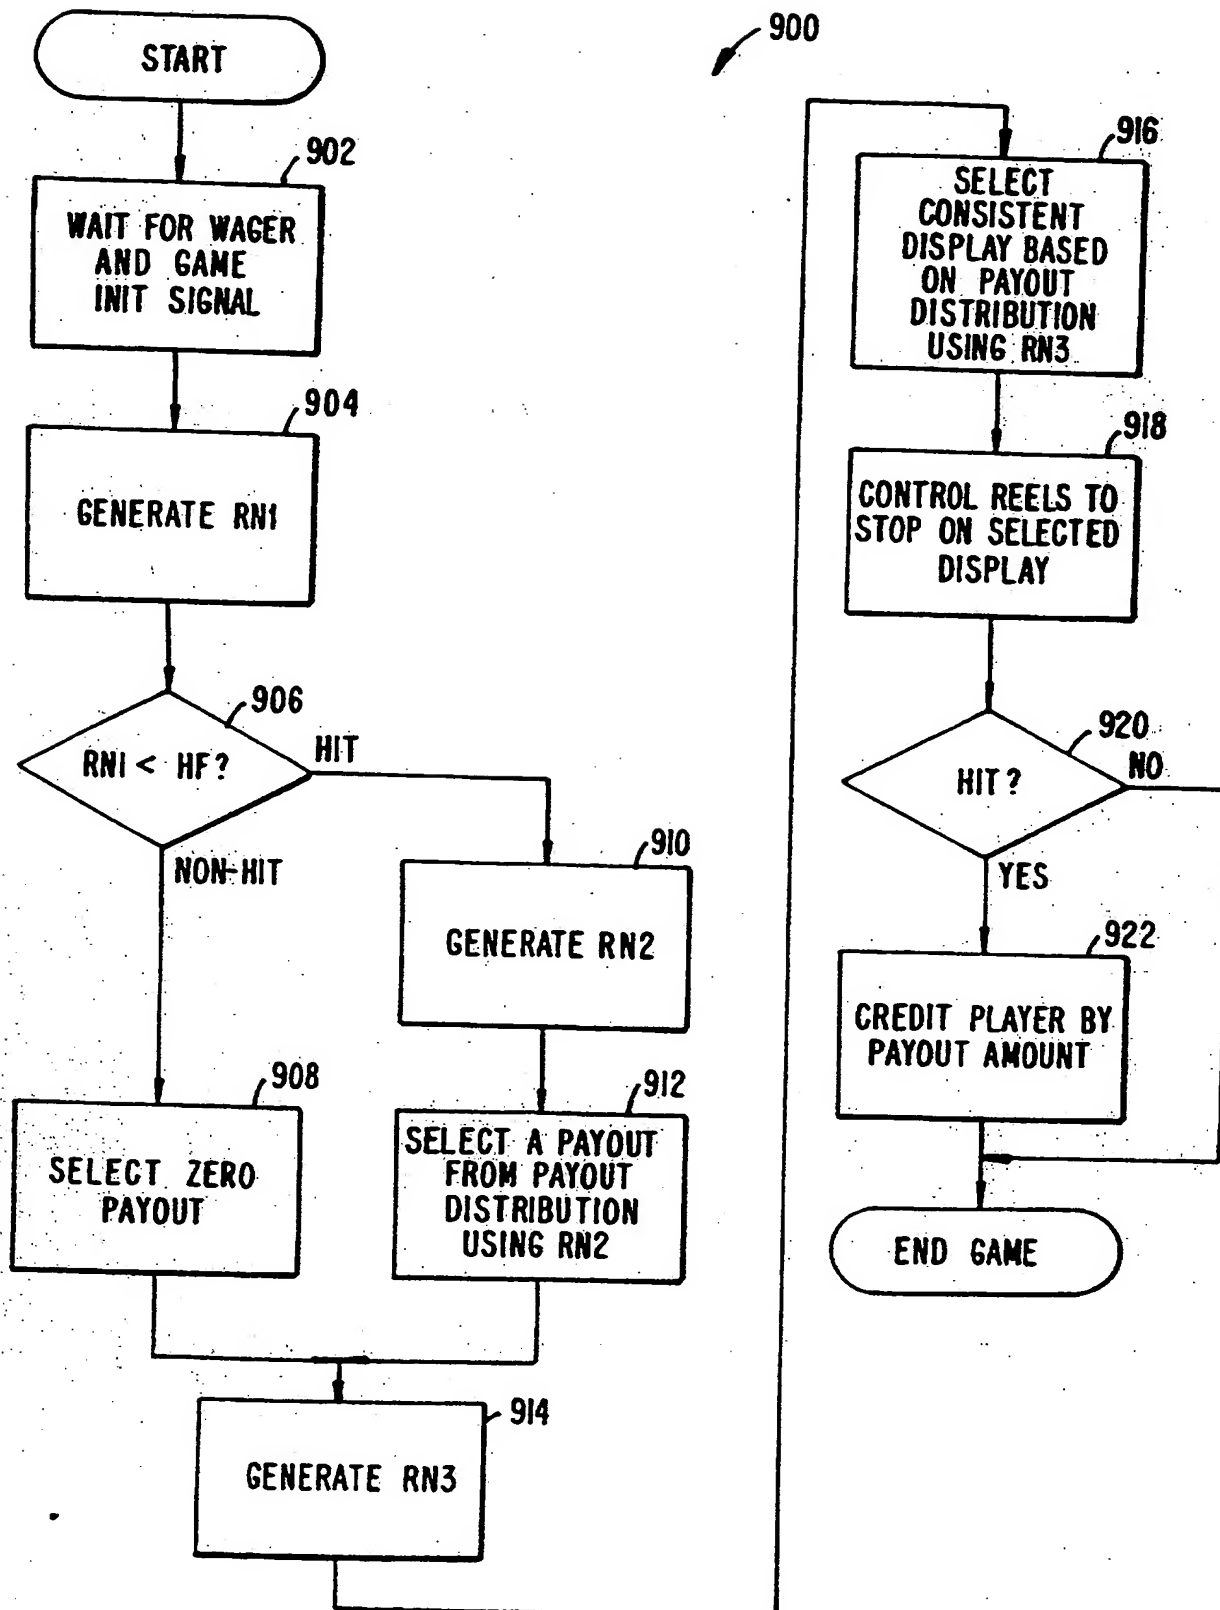 900
START
902
WAIT FOR WAGER
AND GAME
INIT SIGNAL
904
GENERATE RN1
906
RN1 < HF?
HIT
NON-HIT
910
GENERATE RN2
908
SELECT ZERO
PAYOUT
912
SELECT A PAYOUT
FROM PAYOUT
DISTRIBUTION
USING RN2
914
GENERATE RN3
916
SELECT
CONSISTENT
DISPLAY BASED
ON PAYOUT
DISTRIBUTION
USING RN3
918
CONTROL REELS TO
STOP ON SELECTED
DISPLAY
920
HIT?
NO
YES
922
CREDIT PLAYER BY
PAYOUT AMOUNT
END GAME